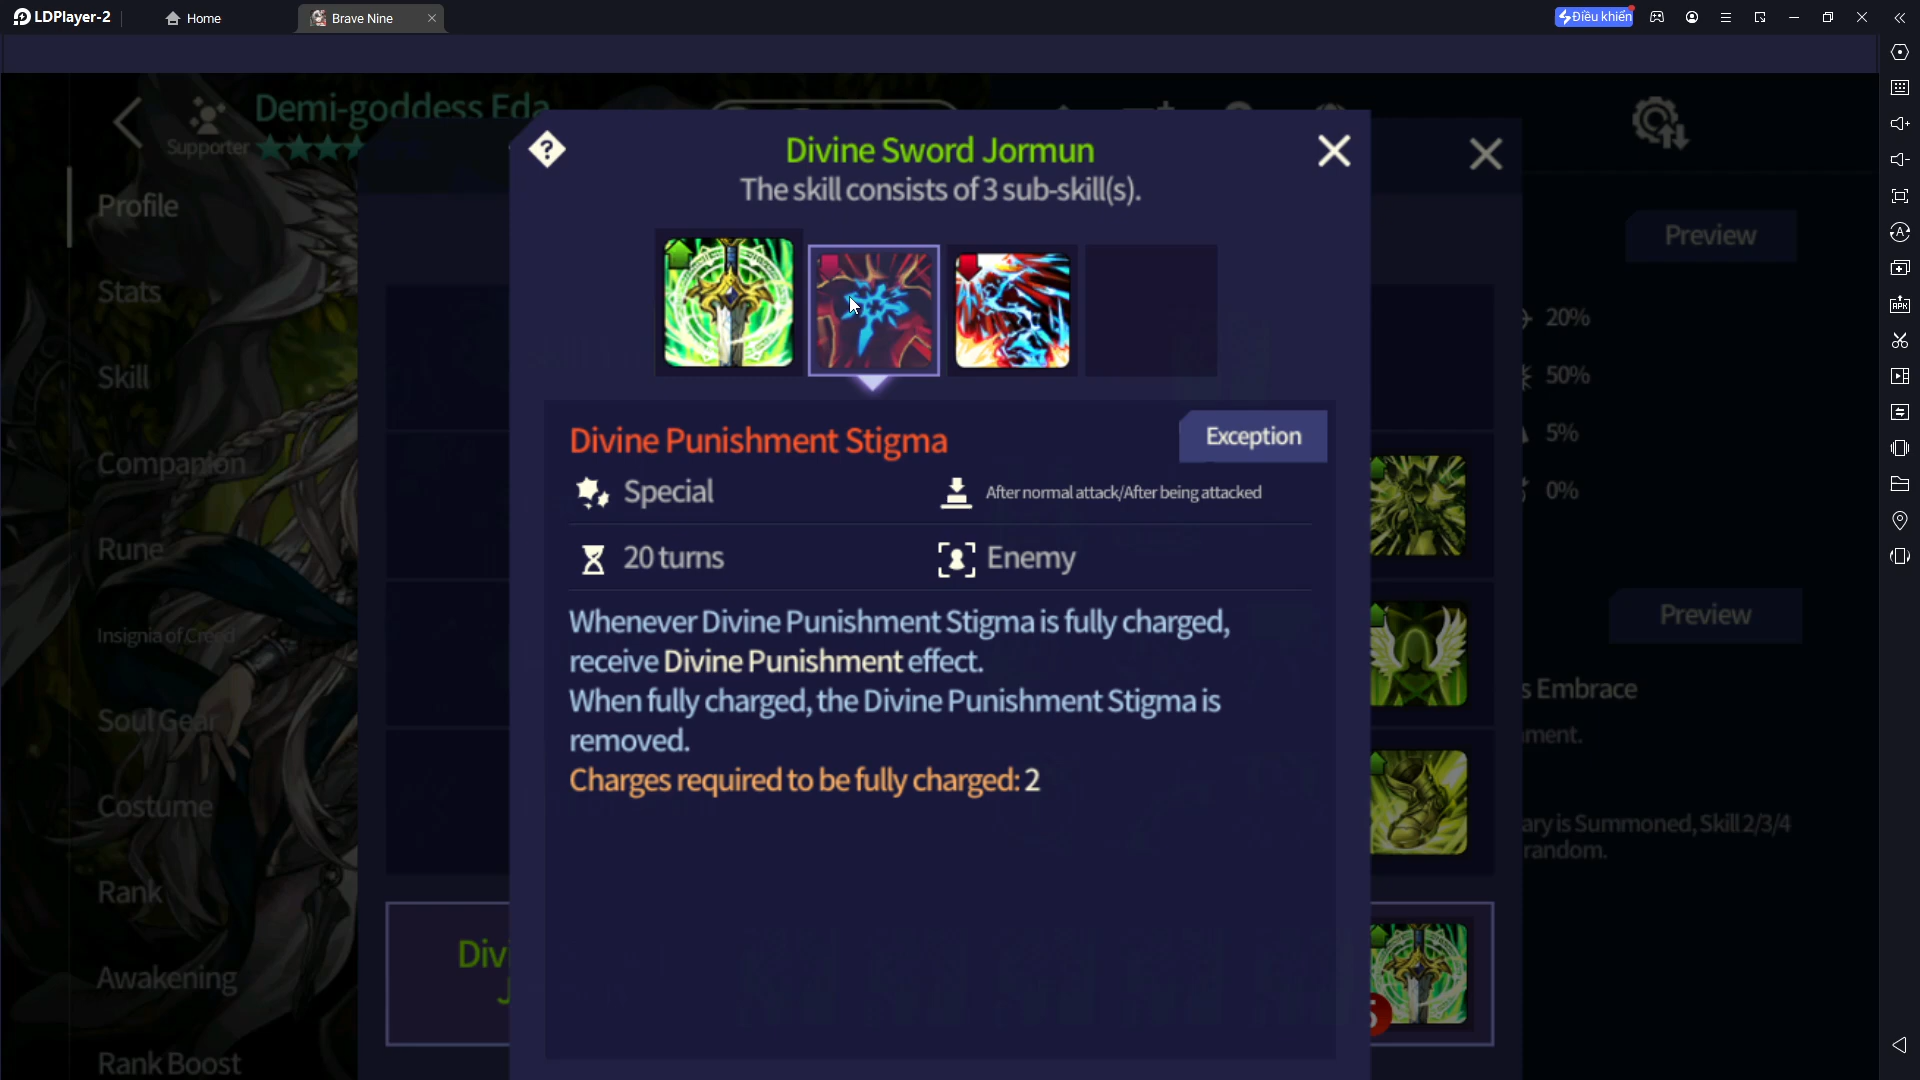 LDPlayer-2
Home
Brave Nine
Điều khiển
Demi-goddess Eda
Supporter
Divine Sword Jormun
The skill consists of 3 sub-skill(s).
Profile
Stats
Skill
Companion
Rune
Insignia of Creed
Soul Gear
Costume
Rank
Awakening
Rank Boost
Divine Punishment Stigma
Exception
Special
After normal attack/After being attacked
20 turns
Enemy
Whenever Divine Punishment Stigma is fully charged,
receive Divine Punishment effect.
When fully charged, the Divine Punishment Stigma is
removed.
Charges required to be fully charged: 2
Preview
20%
50%
5%
0%
Preview
s Embrace
ment.
ary is Summoned, Skill 2/3/4
random.
Div
J
APK